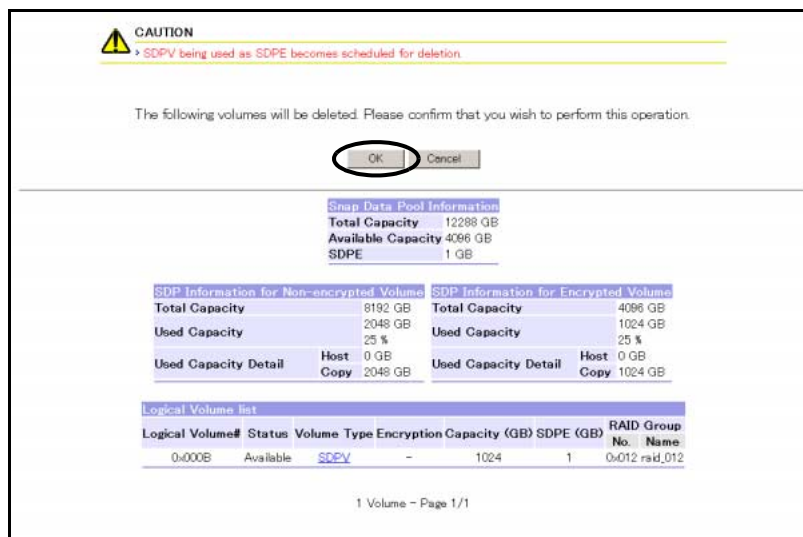 CAUTION
› SDPV being used as SDPE becomes scheduled for deletion.
The following volumes will be deleted. Please confirm that you wish to perform this operation.
OK Cancel
Snap Data Pool Information
Total Capacity 12288 GB
Available Capacity 4096 GB
SDPE 1 GB
SDP Information for Non-encrypted Volume
Total Capacity 8192 GB
Used Capacity 2048 GB
25 %
Used Capacity Detail Host 0 GB
Copy 2048 GB
SDP Information for Encrypted Volume
Total Capacity 4096 GB
Used Capacity 1024 GB
25 %
Used Capacity Detail Host 0 GB
Copy 1024 GB
Logical Volume list
Logical Volume# Status Volume Type Encryption Capacity (GB) SDPE (GB) RAID Group
No. Name
0x000B Available SDPV - 1024 1 0x012 raid_012
1 Volume - Page 1/1